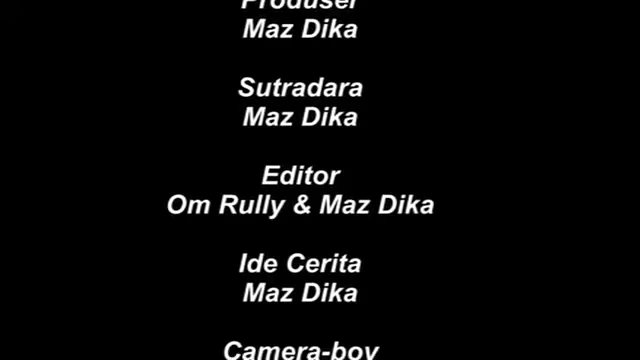 Produser
Maz Dika
Sutradara
Maz Dika
Editor
Om Rully & Maz Dika
Ide Cerita
Maz Dika
Camera-boy